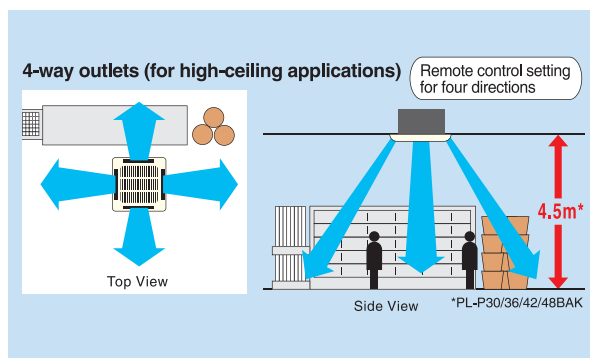 4-way outlets (for high-ceiling applications)
Remote control setting
for four directions
4.5m*
Top View
Side View
*PL-P30/36/42/48BAK